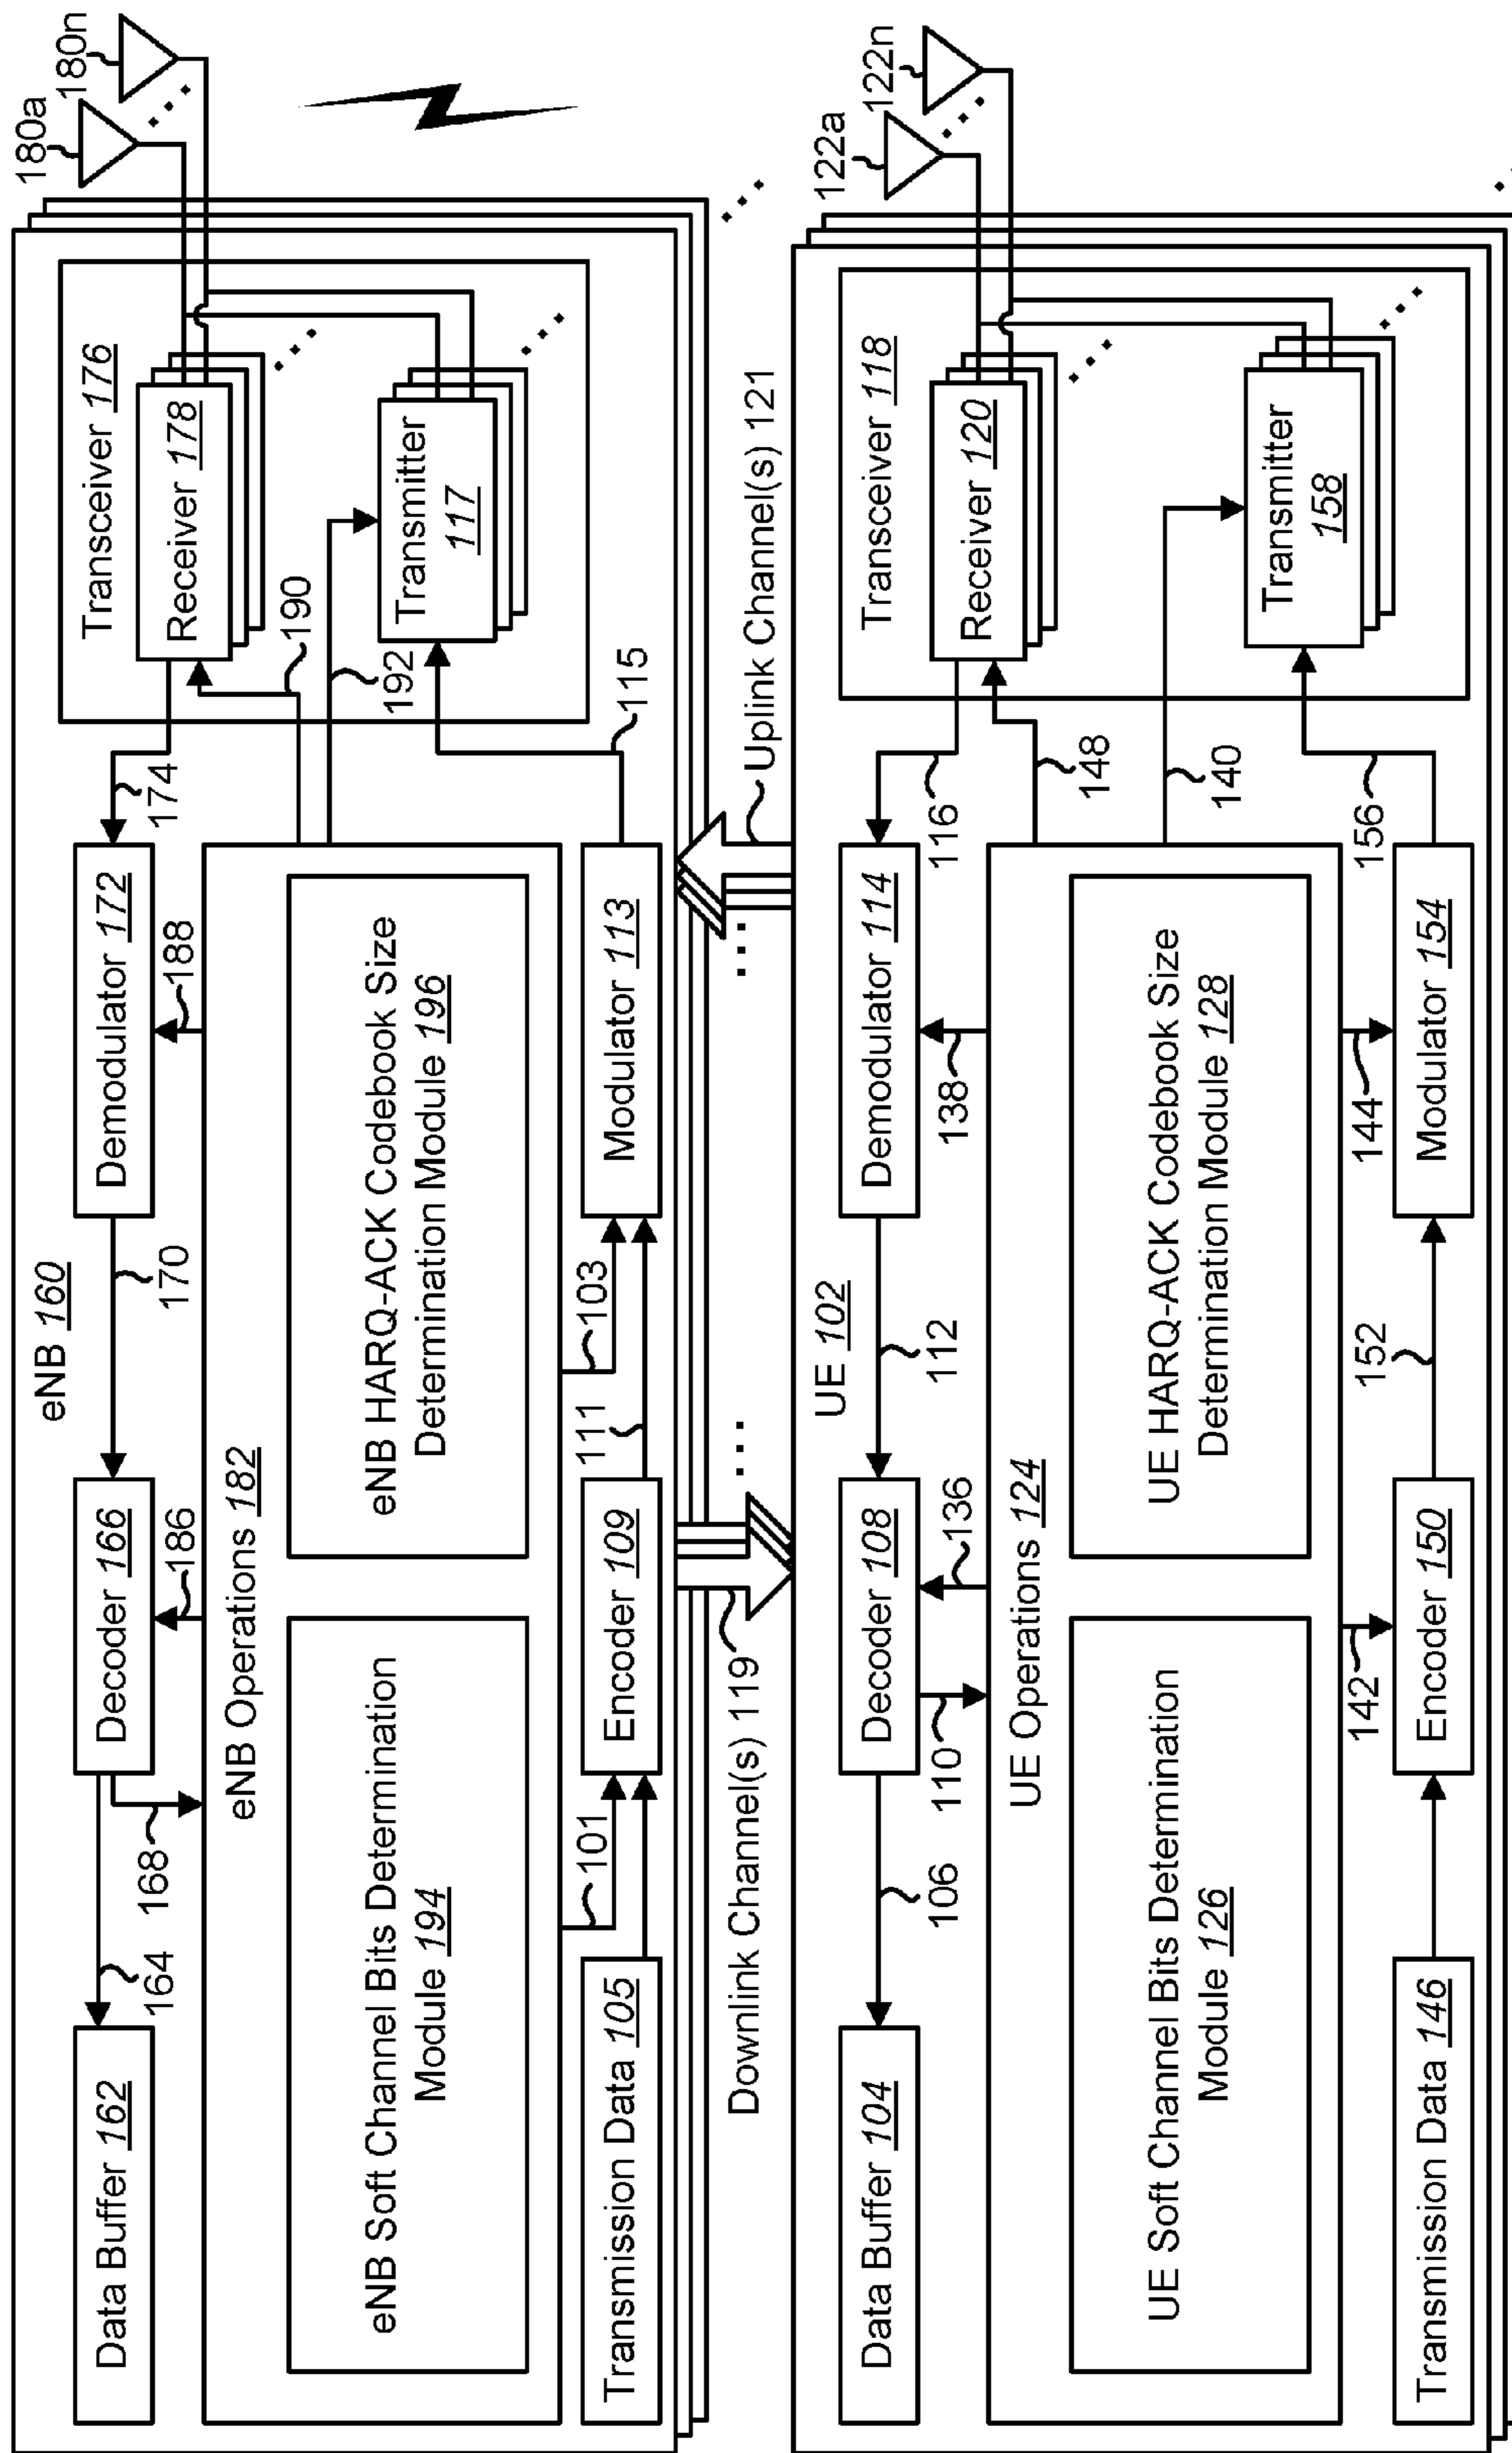 eNB 160
180a
180n
Data Buffer 162
164
168
Decoder 166
186
170
Demodulator 172
188
174
Transceiver 176
Receiver 178
190
192
Transmitter
117
115
eNB Operations 182
eNB Soft Channel Bits Determination
Module 194
eNB HARQ-ACK Codebook Size
Determination Module 196
101
103
Transmission Data 105
Encoder 109
111
Modulator 113
Downlink Channel(s) 119
Uplink Channel(s) 121
UE 102
122a
122n
Data Buffer 104
106
Decoder 108
110
136
112
Demodulator 114
138
116
148
Transceiver 118
Receiver 120
140
Transmitter
158
156
UE Operations 124
UE Soft Channel Bits Determination
Module 126
UE HARQ-ACK Codebook Size
Determination Module 128
142
144
Transmission Data 146
Encoder 150
152
Modulator 154